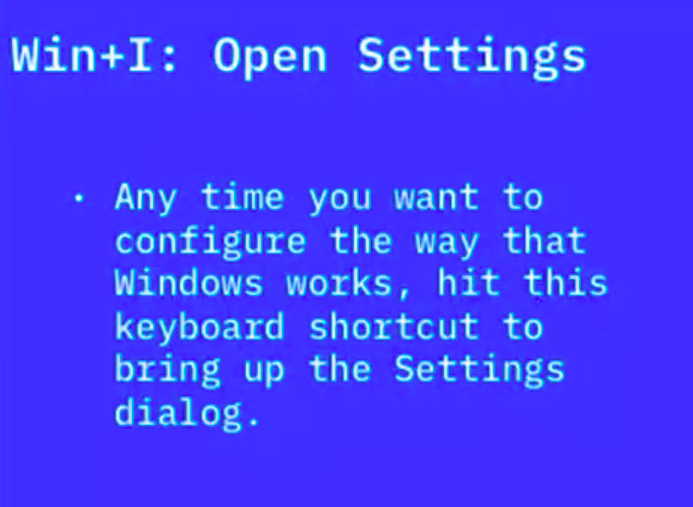 Win+I: Open Settings
· Any time you want to
configure the way that
Windows works, hit this
keyboard shortcut to
bring up the Settings
dialog.